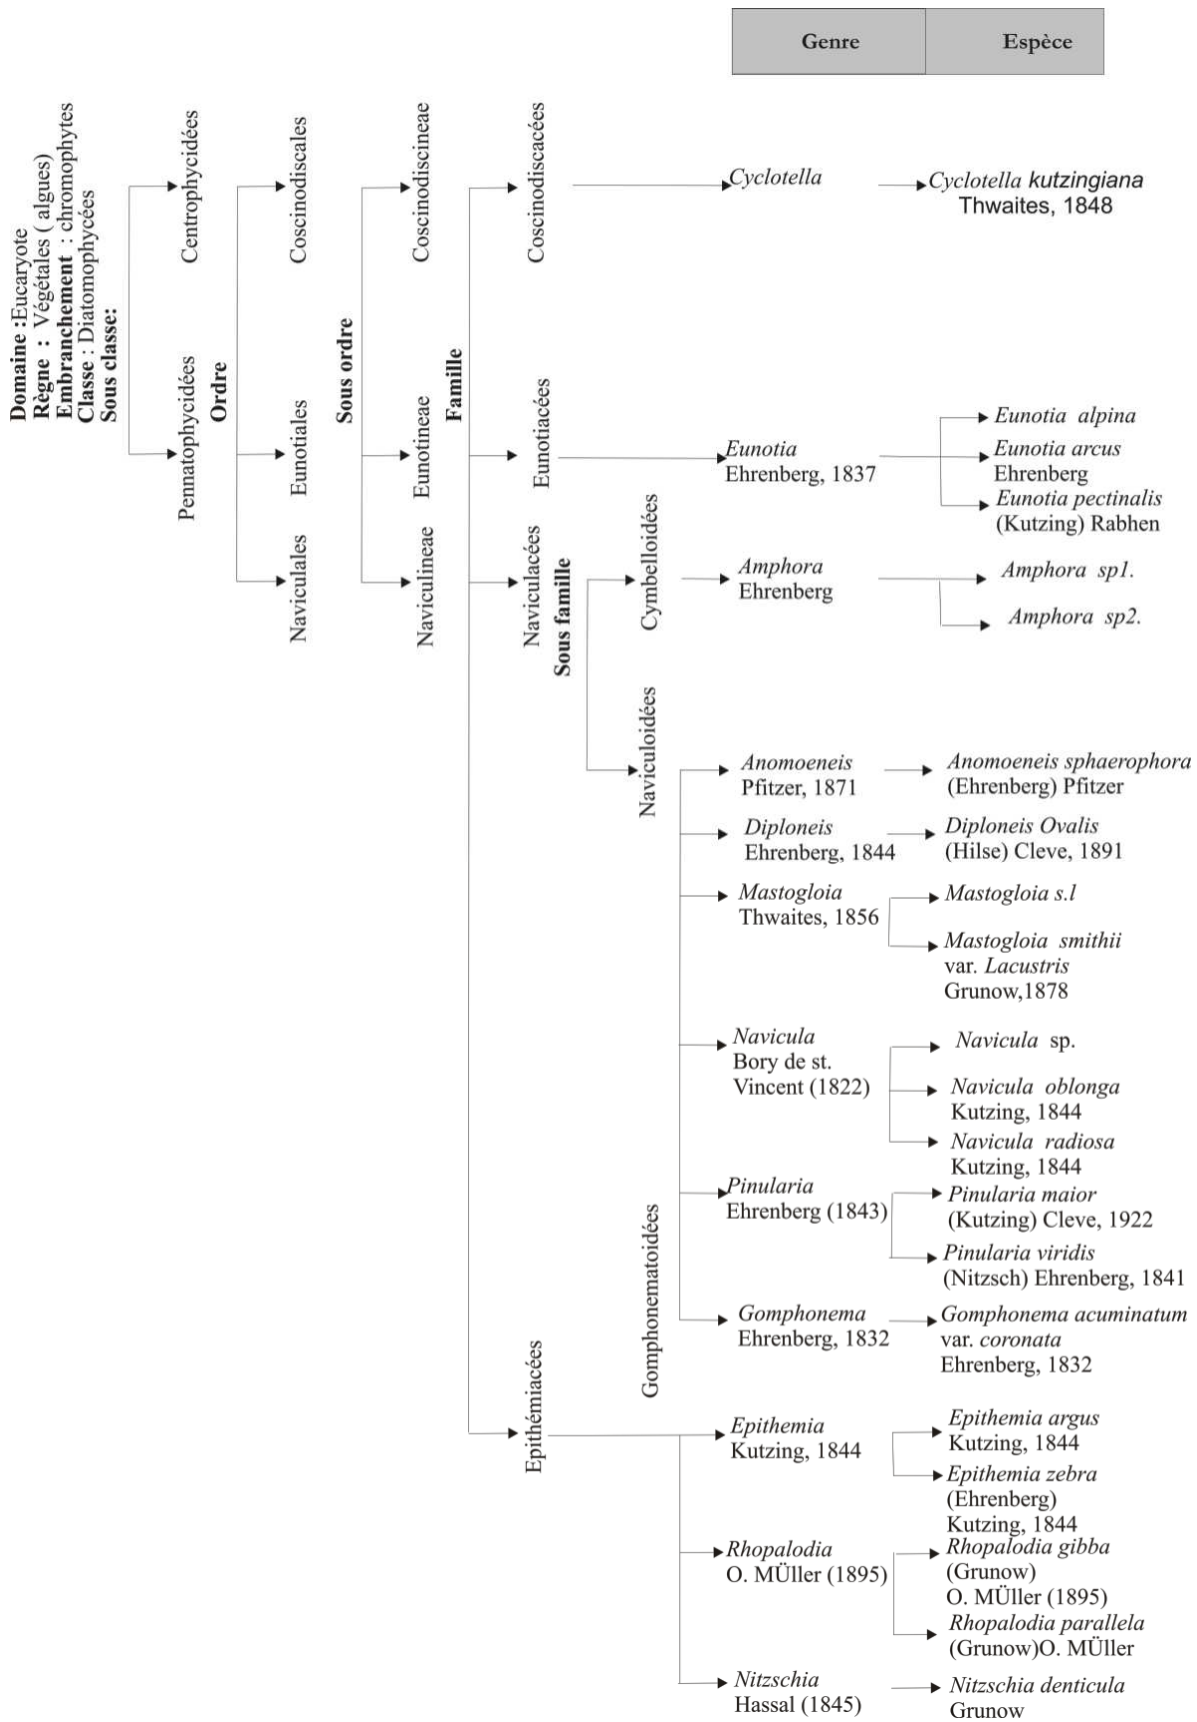 Genre
Espèce
Domaine :Eucaryote
Règne : Végétales ( algues)
Embranchement : chromophytes
Classe : Diatomophycées
Sous classe:
Centrophycidées
Pennatophycidées
Ordre
Coscinodiscales
Eunotiales
Naviculales
Sous ordre
Coscinodiscineae
Eunotineae
Naviculineae
Famille
Coscinodiscacées
Eunotiacées
Naviculacées
Epithémiacées
Sous famille
Cymbelloidées
Naviculoidées
Gomphonematoidées
Cyclotella
Cyclotella kutzingiana
Thwaites, 1848
Eunotia
Ehrenberg, 1837
Eunotia alpina
Eunotia arcus
Ehrenberg
Eunotia pectinalis
(Kutzing) Rabhen
Amphora
Ehrenberg
Amphora sp1.
Amphora sp2.
Anomoeneis
Pfitzer, 1871
Anomoeneis sphaerophora
(Ehrenberg) Pfitzer
Diploneis
Ehrenberg, 1844
Diploneis Ovalis
(Hilse) Cleve, 1891
Mastogloia
Thwaites, 1856
Mastogloia s.l
Mastogloia smithii
var. Lacustris
Grunow,1878
Navicula
Bory de st.
Vincent (1822)
Navicula sp.
Navicula oblonga
Kutzing, 1844
Navicula radiosa
Kutzing, 1844
Pinularia
Ehrenberg (1843)
Pinularia maior
(Kutzing) Cleve, 1922
Pinularia viridis
(Nitzsch) Ehrenberg, 1841
Gomphonema
Ehrenberg, 1832
Gomphonema acuminatum
var. coronata
Ehrenberg, 1832
Epithemia
Kutzing, 1844
Epithemia argus
Kutzing, 1844
Epithemia zebra
(Ehrenberg)
Kutzing, 1844
Rhopalodia
O. MÜller (1895)
Rhopalodia gibba
(Grunow)
O. MÜller (1895)
Rhopalodia parallela
(Grunow)O. MÜller
Nitzschia
Hassal (1845)
Nitzschia denticula
Grunow